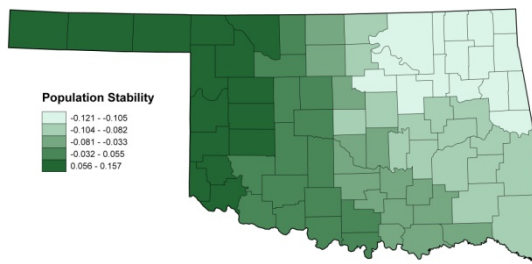 Population Stability
-0.121 - -0.105
-0.104 - -0.082
-0.081 - -0.033
-0.032 - 0.055
0.056 - 0.157